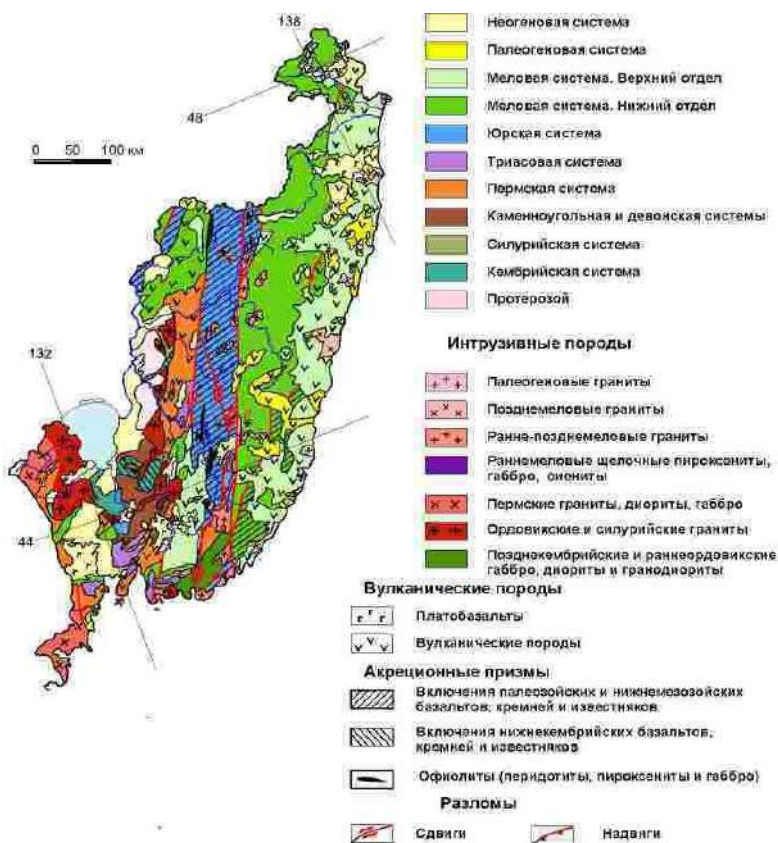 138
48
0 50 100 км
132
44
Неогеновая система
Палеогеновая система
Меловая система. Верхний отдел
Меловая система. Нижний отдел
Юрская система
Триасовая система
Пермская система
Каменноугольная и девонская системы
Силурийская система
Кембрийская система
Протерозой
Интрузивные породы
Палеогеновые граниты
Позднемеловые граниты
Ранне-позднемеловые граниты
Раннемеловые щелочные пироксениты,
габбро, сиениты
Пермские граниты, диориты, габбро
Ордовикские и силурийские граниты
Позднекембрийские и раннеордовикские
габбро, диориты и гранодиориты
Вулканические породы
Платобазальты
Вулканические породы
Акреционные призмы
Включения палеозойских и нижнемезозойских
базальтов, кремней и известняков
Включения нижнекембрийских базальтов,
кремней и известняков
Офиолиты (перидотиты, пироксениты и габбро)
Разломы
Сдвиги
Надвиги